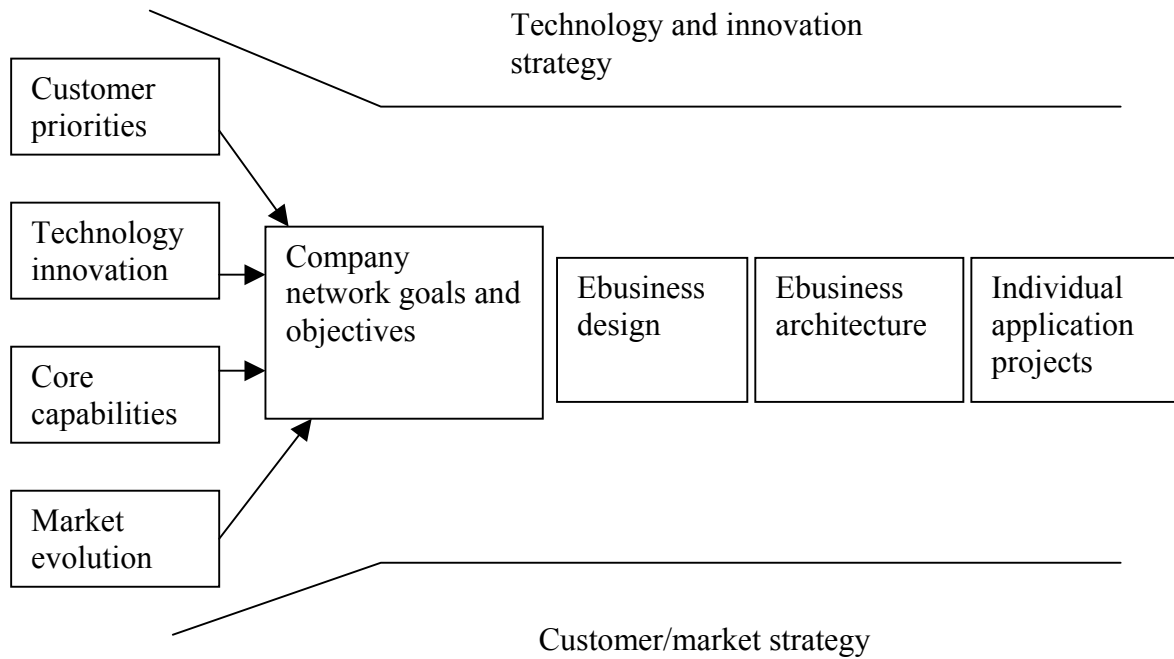 Technology and innovation
strategy
Customer
priorities
Technology
innovation
Core
capabilities
Market
evolution
Company
network goals and
objectives
Ebusiness
design
Ebusiness
architecture
Individual
application
projects
Customer/market strategy